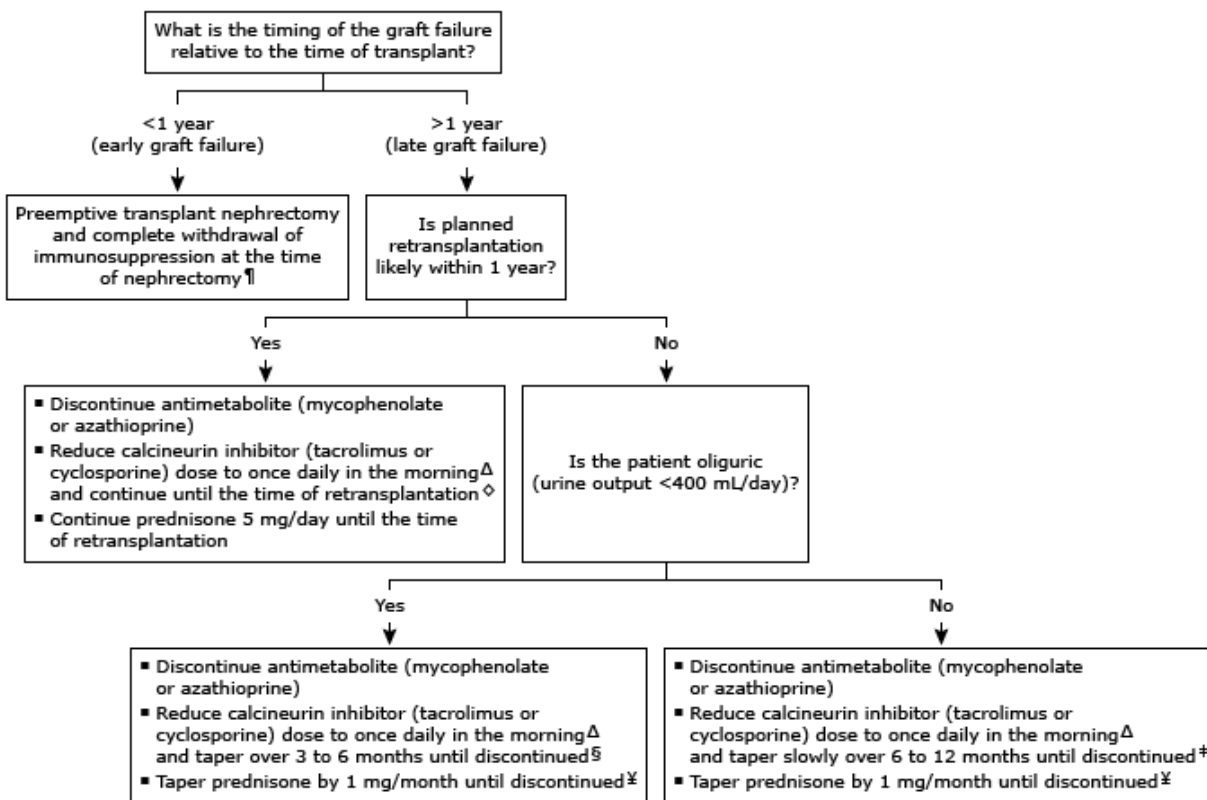 What is the timing of the graft failure
relative to the time of transplant?
<1 year
(early graft failure)
>1 year
(late graft failure)
Preemptive transplant nephrectomy
and complete withdrawal of
immunosuppression at the time
of nephrectomy¶
Is planned
retransplantation
likely within 1 year?
Yes
No
▪ Discontinue antimetabolite (mycophenolate
or azathioprine)
▪ Reduce calcineurin inhibitor (tacrolimus or
cyclosporine) dose to once daily in the morningΔ
and continue until the time of retransplantation◇
▪ Continue prednisone 5 mg/day until the time
of retransplantation
Is the patient oliguric
(urine output <400 mL/day)?
Yes
No
▪ Discontinue antimetabolite (mycophenolate
or azathioprine)
▪ Reduce calcineurin inhibitor (tacrolimus or
cyclosporine) dose to once daily in the morningΔ
and taper over 3 to 6 months until discontinued§
▪ Taper prednisone by 1 mg/month until discontinued¥
▪ Discontinue antimetabolite (mycophenolate
or azathioprine)
▪ Reduce calcineurin inhibitor (tacrolimus or
cyclosporine) dose to once daily in the morningΔ
and taper slowly over 6 to 12 months until discontinued‡
▪ Taper prednisone by 1 mg/month until discontinued¥